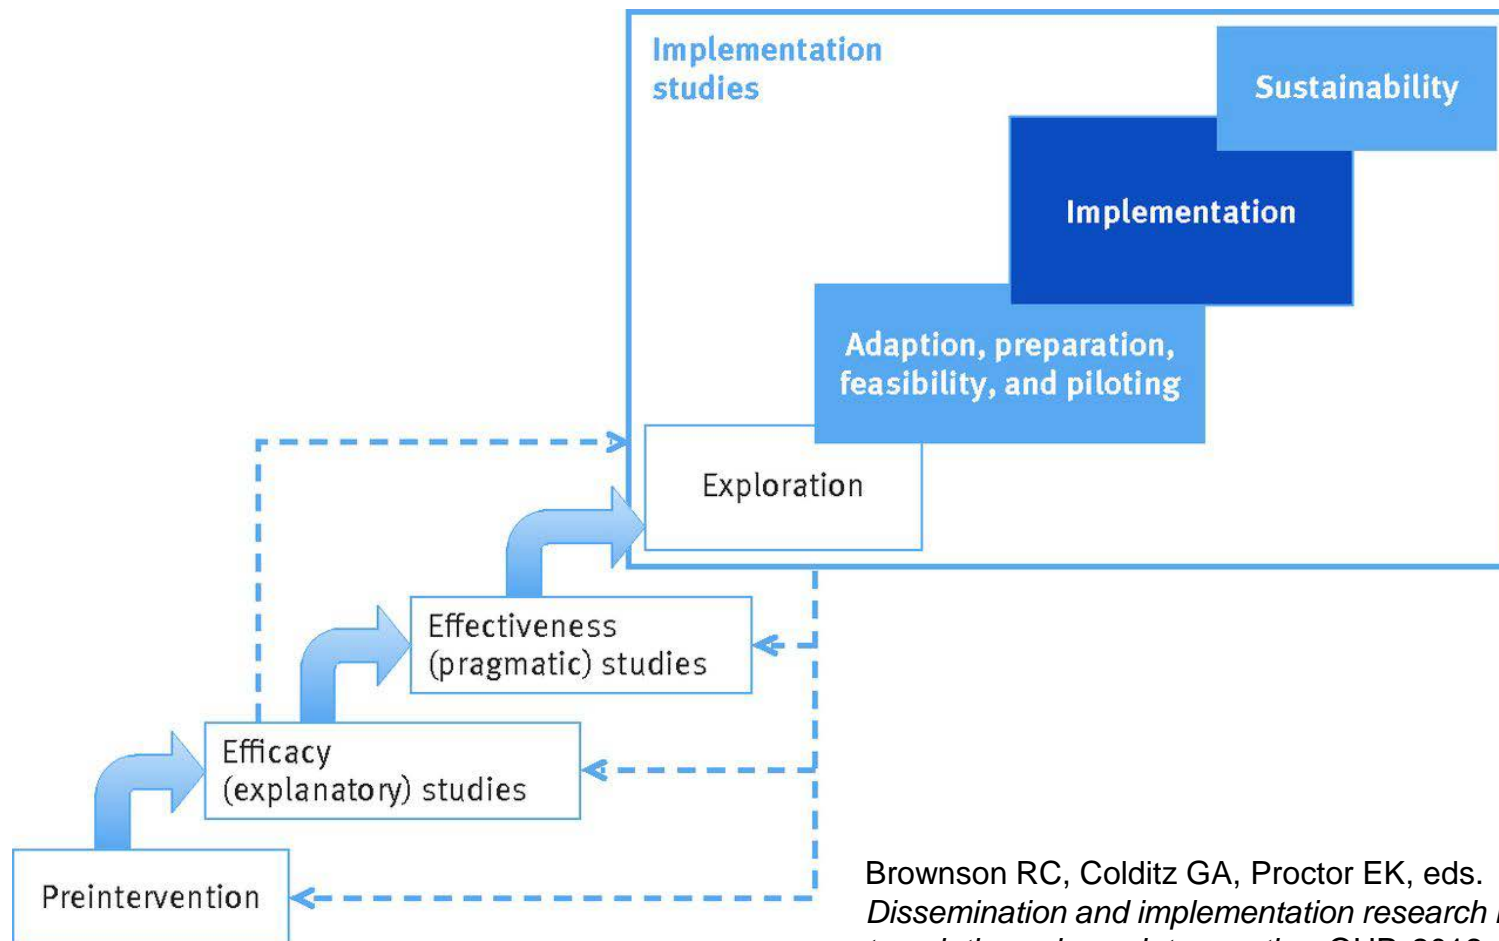 Implementation
studies
Sustainability
Implementation
Adaption, preparation,
feasibility, and piloting
Exploration
Effectiveness
(pragmatic) studies
Efficacy
(explanatory) studies
Preintervention
Brownson RC, Colditz GA, Proctor EK, eds.
Dissemination and implementation research